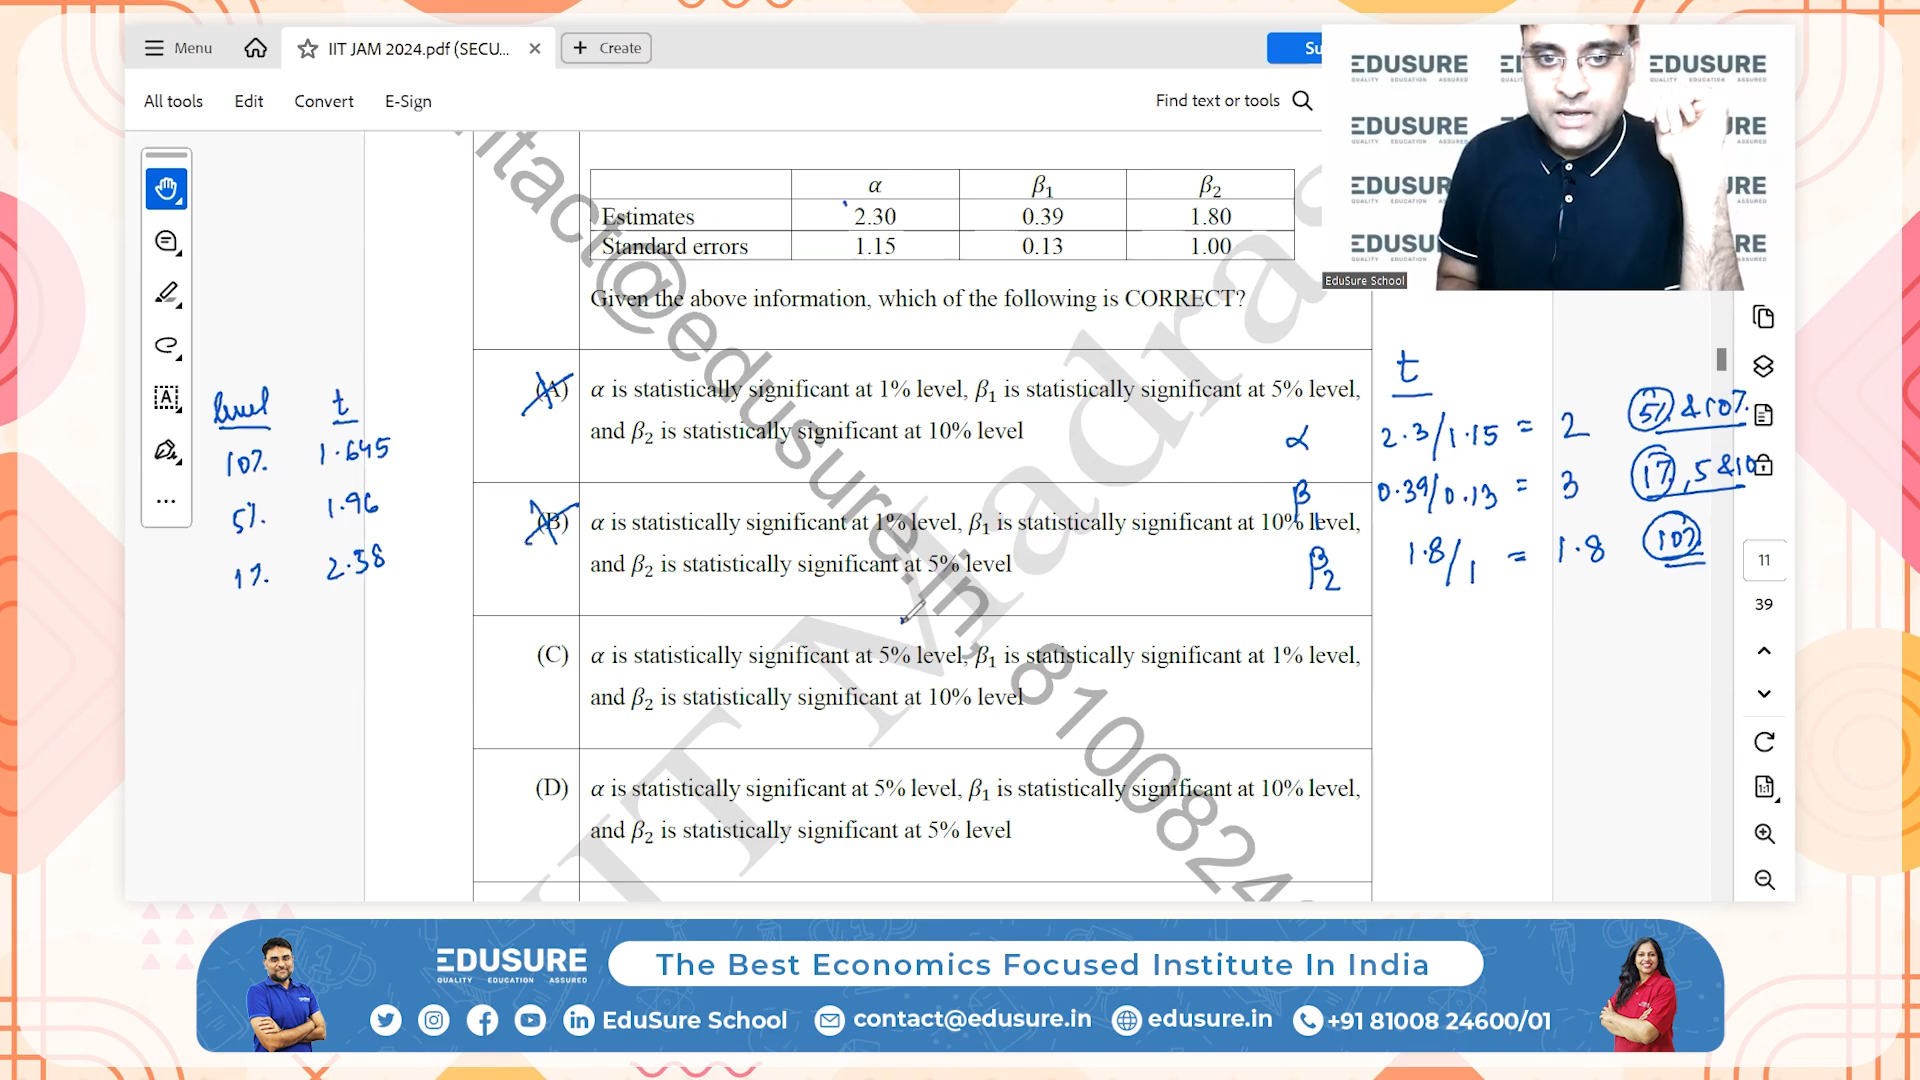 Menu
IIT JAM 2024.pdf (SECU...
Create
All tools
Edit
Convert
E-Sign
Find text or tools
EDUSURE
QUALITY EDUCATION ASSURED
EduSure School
α β₁ β₂
Estimates 2.30 0.39 1.80
Standard errors 1.15 0.13 1.00
Given the above information, which of the following is CORRECT?
(A) α is statistically significant at 1% level, β₁ is statistically significant at 5% level,
and β₂ is statistically significant at 10% level
(B) α is statistically significant at 1% level, β₁ is statistically significant at 10% level,
and β₂ is statistically significant at 5% level
(C) α is statistically significant at 5% level, β₁ is statistically significant at 1% level,
and β₂ is statistically significant at 10% level
(D) α is statistically significant at 5% level, β₁ is statistically significant at 10% level,
and β₂ is statistically significant at 5% level
level t
10% 1.645
5% 1.96
1% 2.58
t
α 2.3/1.15 = 2 5% & 10%
β₁ 0.39/0.13 = 3 1%, 5 & 10
β₂ 1.8/1 = 1.8 10%
11
39
EDUSURE
QUALITY EDUCATION ASSURED
The Best Economics Focused Institute In India
EduSure School
contact@edusure.in
edusure.in
+91 81008 24600/01